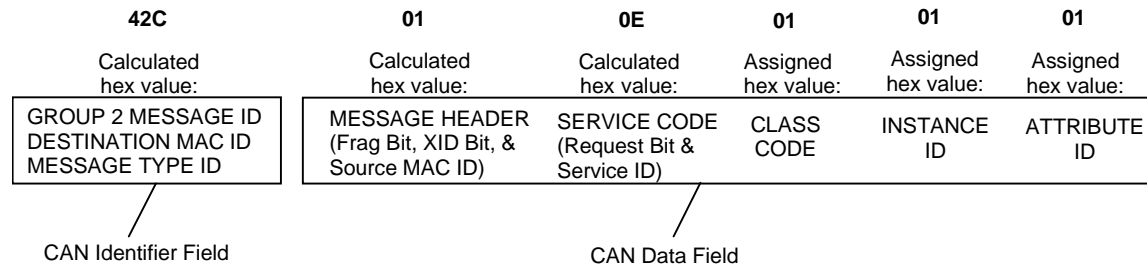 42C 01 0E 01 01 01
Calculated hex value: Calculated hex value: Calculated hex value: Assigned hex value: Assigned hex value: Assigned hex value:
GROUP 2 MESSAGE ID
DESTINATION MAC ID
MESSAGE TYPE ID
MESSAGE HEADER
(Frag Bit, XID Bit, &
Source MAC ID)
SERVICE CODE
(Request Bit &
Service ID)
CLASS
CODE
INSTANCE
ID
ATTRIBUTE
ID
CAN Identifier Field
CAN Data Field